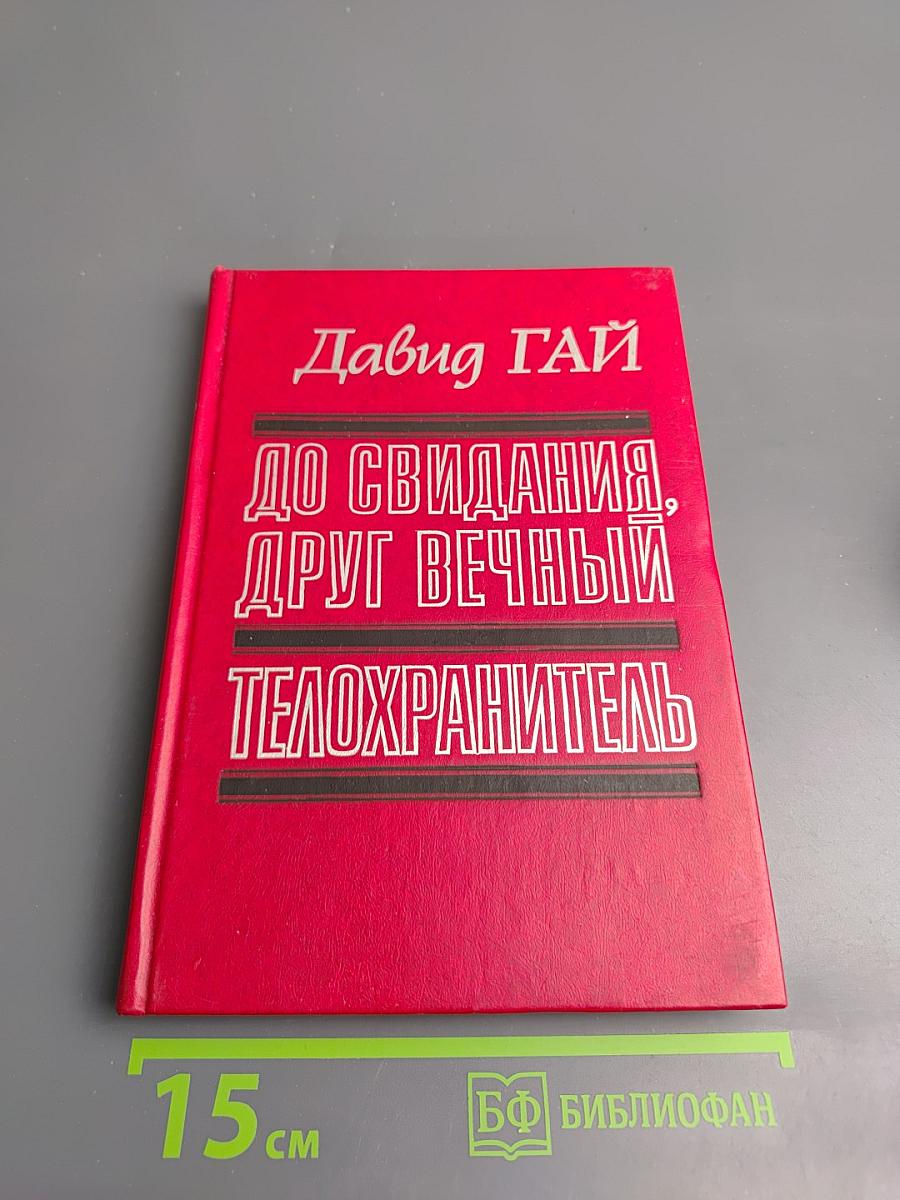 Давид ГАЙ
ДО СВИДАНИЯ,
ДРУГ ВЕЧНЫЙ
ТЕЛОХРАНИТЕЛЬ
15 см
БФ БИБЛИОФАН